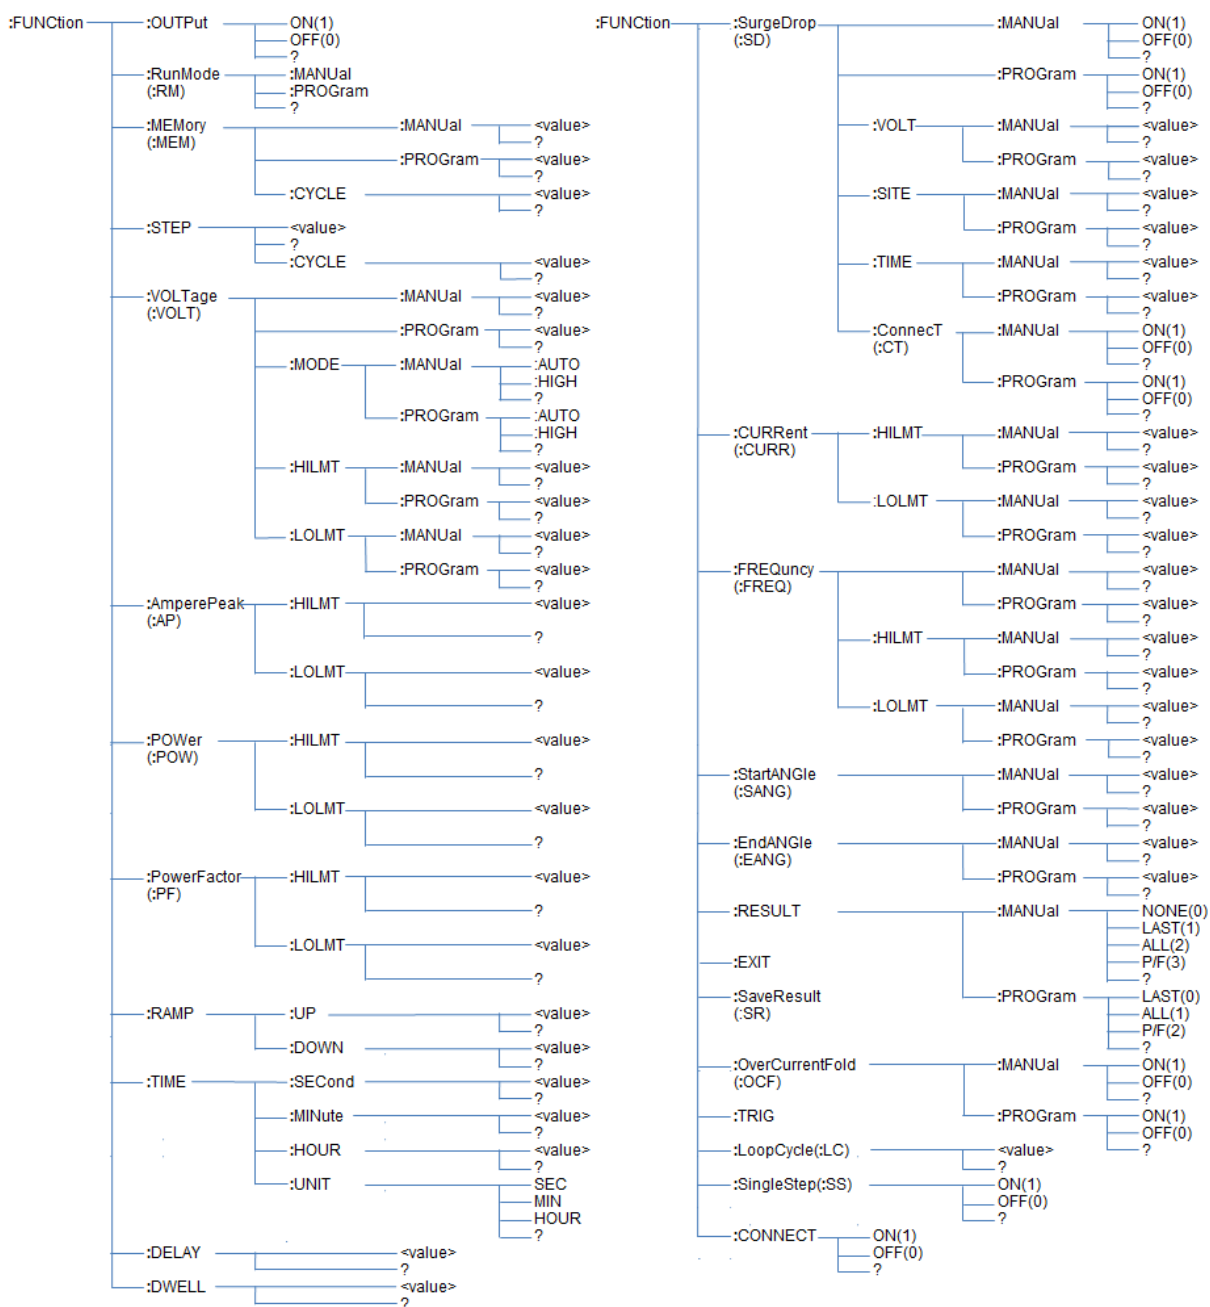 :FUNCtion
:OUTPut
ON(1)
OFF(0)
?
:RunMode
:MANUal
(:RM)
:PROGram
?
:MEMory
:MANUal
<value>
(:MEM)
?
:PROGram
<value>
?
:CYCLE
<value>
?
:STEP
<value>
?
:CYCLE
<value>
?
:VOLTage
:MANUal
<value>
(:VOLT)
?
:PROGram
<value>
?
:MODE
:MANUal
:AUTO
:HIGH
?
:PROGram
:AUTO
:HIGH
?
:HILMT
:MANUal
<value>
?
:PROGram
<value>
?
:LOLMT
:MANUal
<value>
?
:PROGram
<value>
?
:AmperePeak
:HILMT
<value>
(:AP)
?
:LOLMT
<value>
?
:POWer
:HILMT
<value>
(:POW)
?
:LOLMT
<value>
?
:PowerFactor
:HILMT
<value>
(:PF)
?
:LOLMT
<value>
?
:RAMP
:UP
<value>
?
:DOWN
<value>
?
:TIME
:SECond
<value>
?
:MINute
<value>
?
:HOUR
<value>
?
:UNIT
SEC
MIN
HOUR
?
:DELAY
<value>
?
:DWELL
<value>
?
:FUNCtion
:SurgeDrop
:MANUal
ON(1)
(:SD)
OFF(0)
?
:PROGram
ON(1)
OFF(0)
?
:VOLT
:MANUal
<value>
?
:PROGram
<value>
?
:SITE
:MANUal
<value>
?
:PROGram
<value>
?
:TIME
:MANUal
<value>
?
:PROGram
<value>
?
:ConnecT
:MANUal
ON(1)
(:CT)
OFF(0)
?
:PROGram
ON(1)
OFF(0)
?
:CURRent
:HILMT
:MANUal
<value>
(:CURR)
?
:PROGram
<value>
?
:LOLMT
:MANUal
<value>
?
:PROGram
<value>
?
:FREQuncy
:MANUal
<value>
(:FREQ)
?
:PROGram
<value>
?
:HILMT
:MANUal
<value>
?
:PROGram
<value>
?
:LOLMT
:MANUal
<value>
?
:PROGram
<value>
?
:StartANGle
:MANUal
<value>
(:SANG)
?
:PROGram
<value>
?
:EndANGle
:MANUal
<value>
(:EANG)
?
:PROGram
<value>
?
:RESULT
:MANUal
NONE(0)
LAST(1)
ALL(2)
P/F(3)
?
:EXIT
:SaveResult
:PROGram
LAST(0)
(:SR)
ALL(1)
P/F(2)
?
:OverCurrentFold
:MANUal
ON(1)
(:OCF)
OFF(0)
?
:TRIG
:PROGram
ON(1)
OFF(0)
?
:LoopCycle(:LC)
<value>
?
:SingleStep(:SS)
ON(1)
OFF(0)
?
:CONNECT
ON(1)
OFF(0)
?